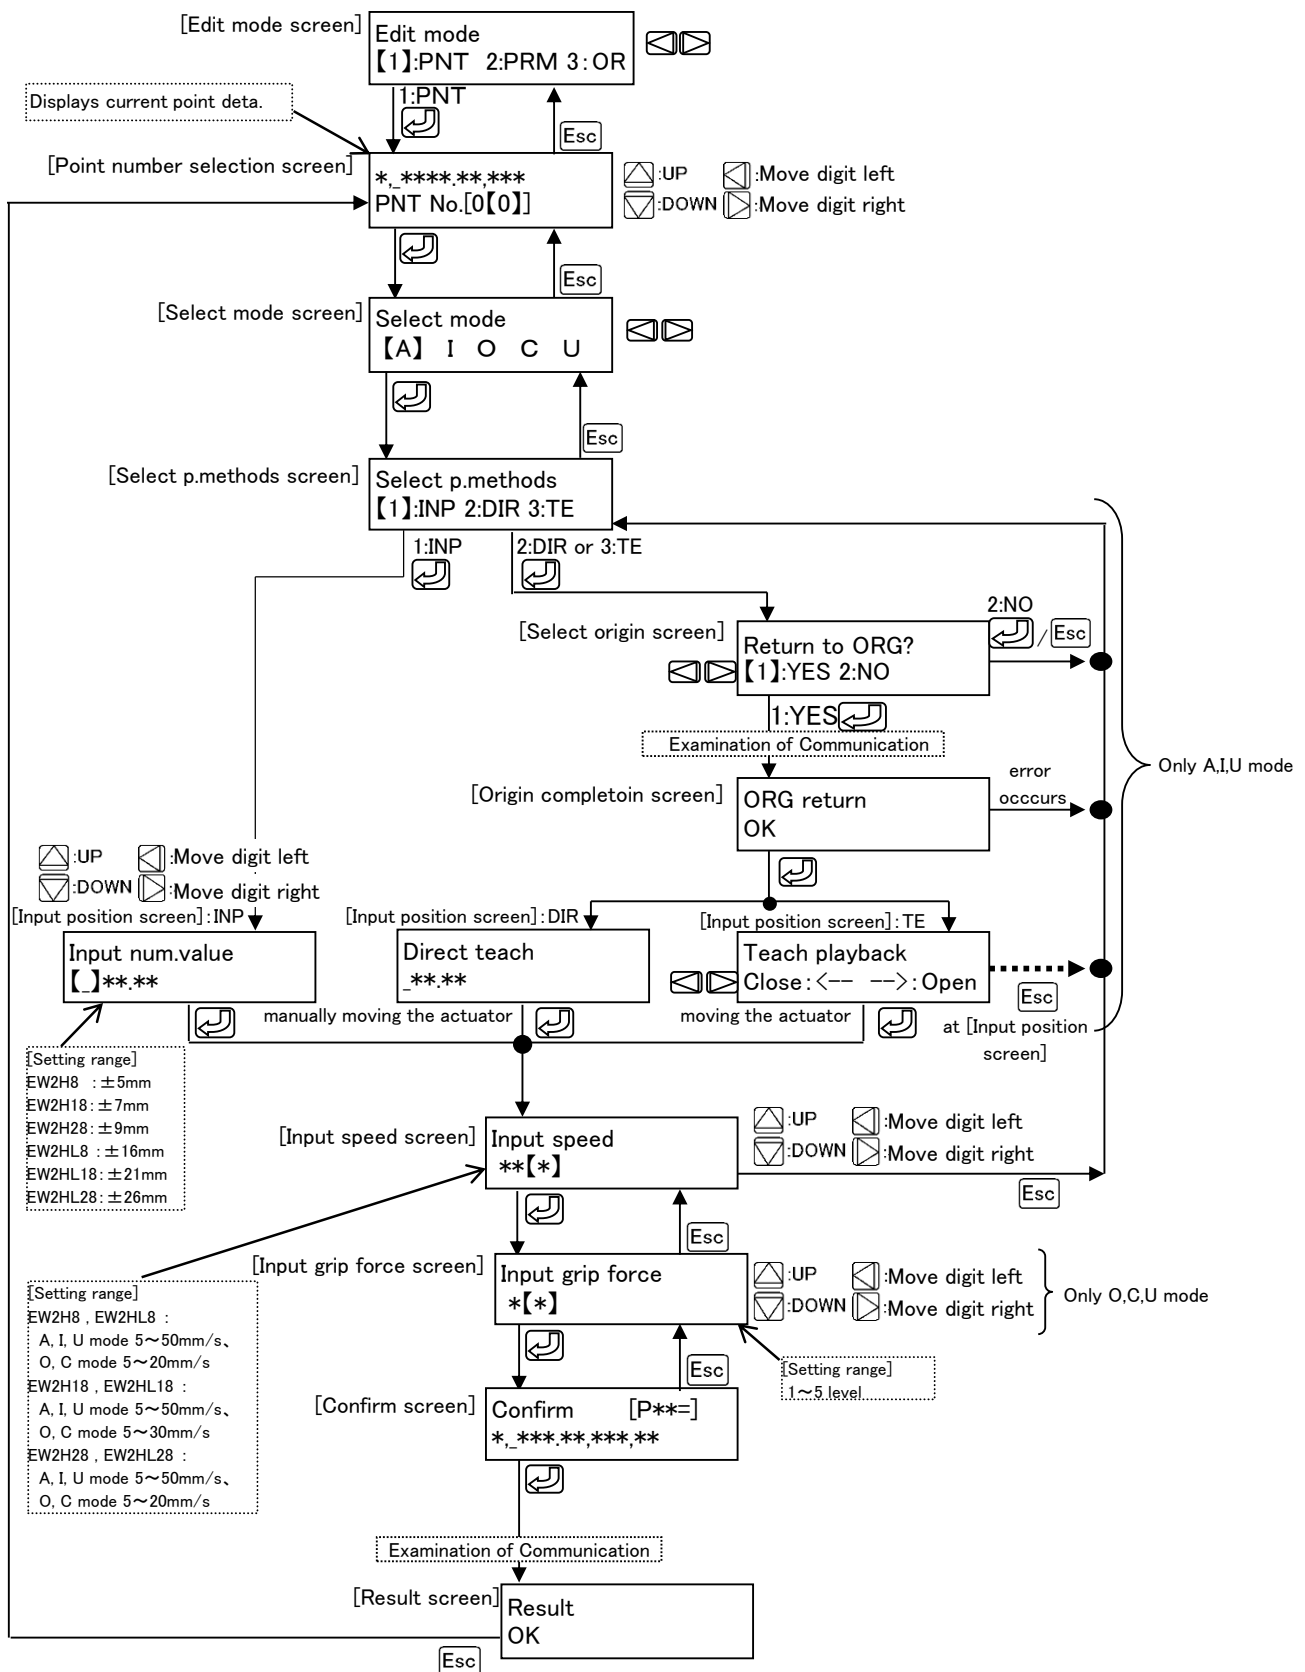 [Edit mode screen]
Edit mode
【1】:PNT 2:PRM 3:OR
1:PNT
Esc
Displays current point deta.
[Point number selection screen]
*,_****.**,***
PNT No.[0【0】]
:UP :Move digit left
:DOWN :Move digit right
Esc
[Select mode screen]
Select mode
【A】 I O C U
Esc
[Select p.methods screen]
Select p.methods
【1】:INP 2:DIR 3:TE
1:INP
2:DIR or 3:TE
2:NO
/ Esc
[Select origin screen]
Return to ORG?
【1】:YES 2:NO
1:YES
Examination of Communication
Only A,I,U mode
[Origin completoin screen]
ORG return
OK
error
occcurs
:UP :Move digit left
:DOWN :Move digit right
[Input position screen]:INP
Input num.value
【_】**.**
[Input position screen]:DIR
Direct teach
_**.**
[Input position screen]:TE
Teach playback
Close:<-- -->:Open
Esc
at [Input position
screen]
manually moving the actuator
moving the actuator
[Setting range]
EW2H8 :±5mm
EW2H18:±7mm
EW2H28:±9mm
EW2HL8 :±16mm
EW2HL18:±21mm
EW2HL28:±26mm
[Input speed screen]
Input speed
**【*】
:UP :Move digit left
:DOWN :Move digit right
Esc
Esc
[Input grip force screen]
Input grip force
*【*】
:UP :Move digit left
:DOWN :Move digit right
Only O,C,U mode
[Setting range]
EW2H8 , EW2HL8 :
A, I, U mode 5～50mm/s、
O, C mode 5～20mm/s
EW2H18 , EW2HL18 :
A, I, U mode 5～50mm/s、
O, C mode 5～30mm/s
EW2H28 , EW2HL28 :
A, I, U mode 5～50mm/s、
O, C mode 5～20mm/s
Esc
[Setting range]
1～5 level
[Confirm screen]
Confirm [P**=]
*,_***.**,***,**
Examination of Communication
[Result screen]
Result
OK
Esc